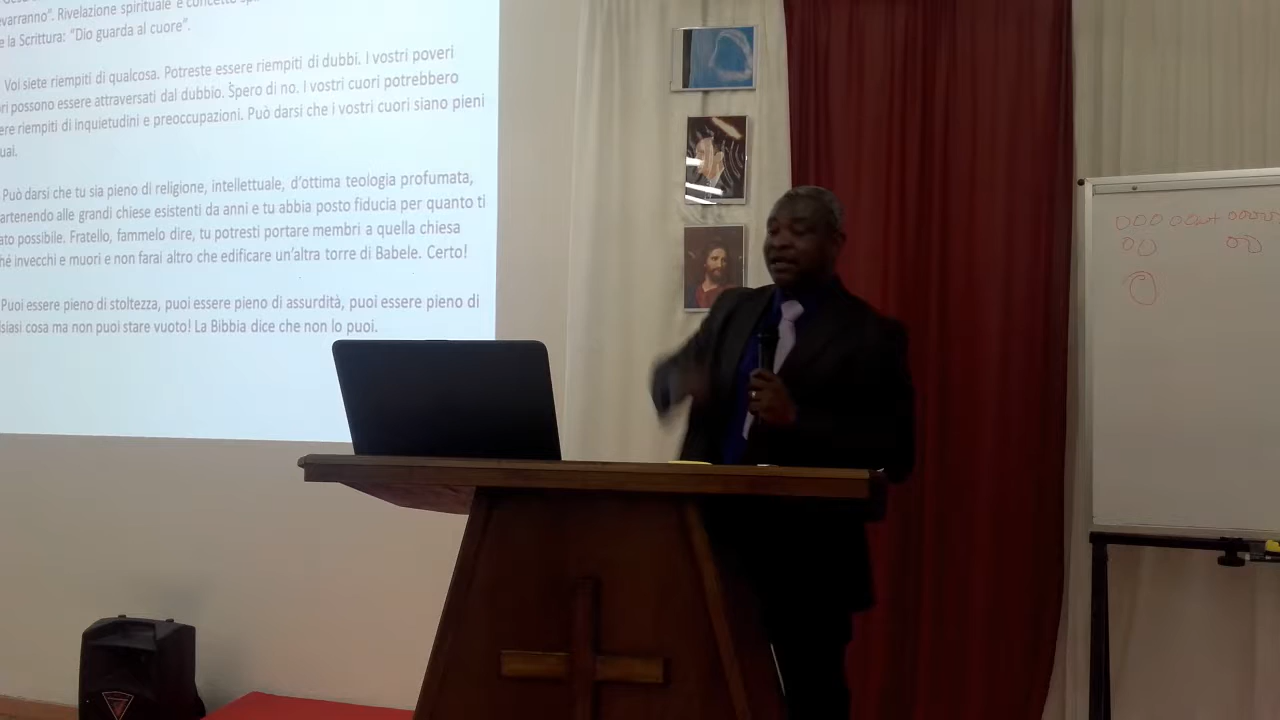 varranno”. Rivelazione spirituale e concetto
e la Scrittura: “Dio guarda al cuore”.
Voi siete riempiti di qualcosa. Potreste essere riempiti di dubbi. I vostri poveri
ri possono essere attraversati dal dubbio. Spero di no. I vostri cuori potrebbero
ere riempiti di inquietudini e preoccupazioni. Può darsi che i vostri cuori siano pieni
uai.
Può darsi che tu sia pieno di religione, intellettuale, d’ottima teologia profumata,
artenendo alle grandi chiese esistenti da anni e tu abbia posto fiducia per quanto ti
ato possibile. Fratello, fammelo dire, tu potresti portare membri a quella chiesa
hé invecchi e muori e non farai altro che edificare un’altra torre di Babele. Certo!
Puoi essere pieno di stoltezza, puoi essere pieno di assurdità, puoi essere pieno di
lsiasi cosa ma non puoi stare vuoto! La Bibbia dice che non lo puoi.